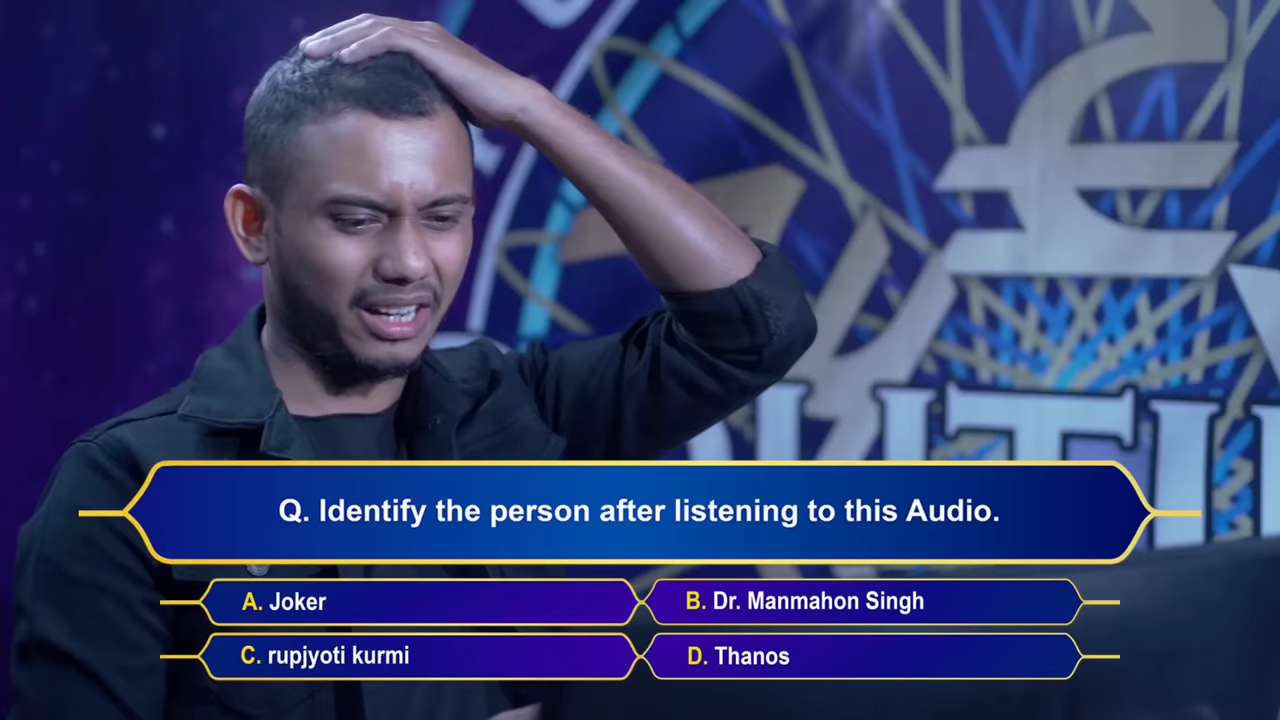 Q. Identify the person after listening to this Audio.
A. Joker
B. Dr. Manmahon Singh
C. rupjyoti kurmi
D. Thanos